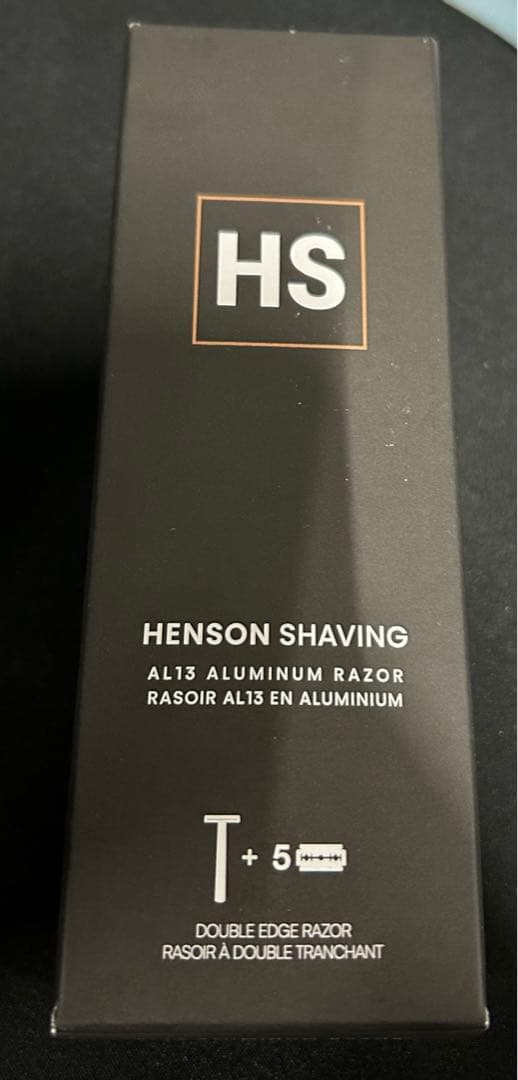 HS
HENSON SHAVING
AL13 ALUMINUM RAZOR
RASOIR AL13 EN ALUMINIUM
+ 5
DOUBLE EDGE RAZOR
RASOIR À DOUBLE TRANCHANT